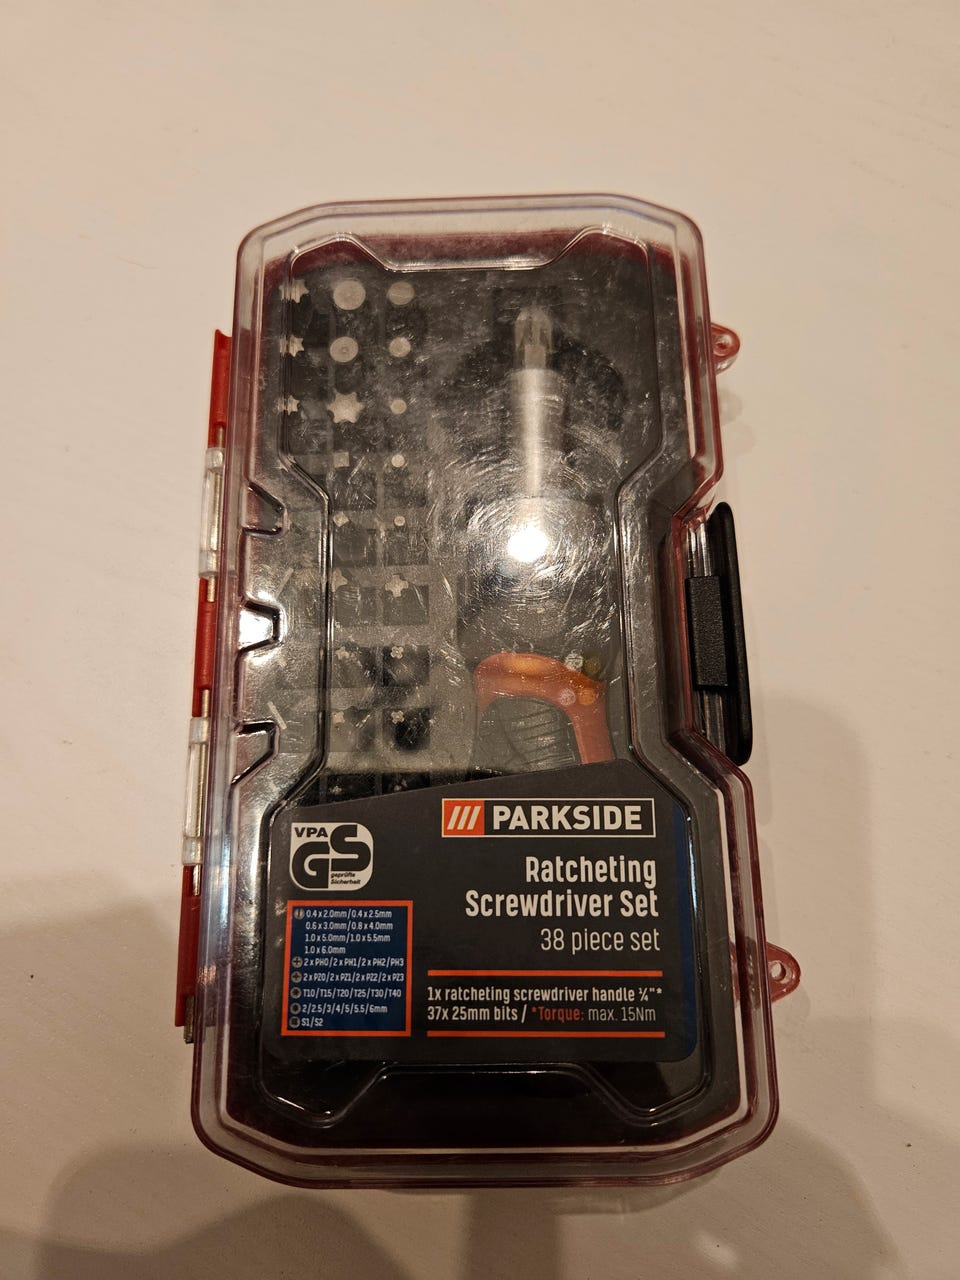 PARKSIDE
VPA
GS
geprüfte
Sicherheit
Ratcheting
Screwdriver Set
38 piece set
0.4 x 2.0mm/0.4 x 2.5mm
0.6 x 3.0mm/0.8 x 4.0mm
1.0 x 5.0mm/1.0 x 5.5mm
1.0 x 6.0mm
2 x PH0/2 x PH1/2 x PH2/PH3
2 x PZ0/2 x PZ1/2 x PZ2/2 x PZ3
T10/T15/T20/T25/T30/T40
2/2.5/3/4/5/5.5/6mm
S1/S2
1x ratcheting screwdriver handle ¼"*
37x 25mm bits / *Torque: max. 15Nm